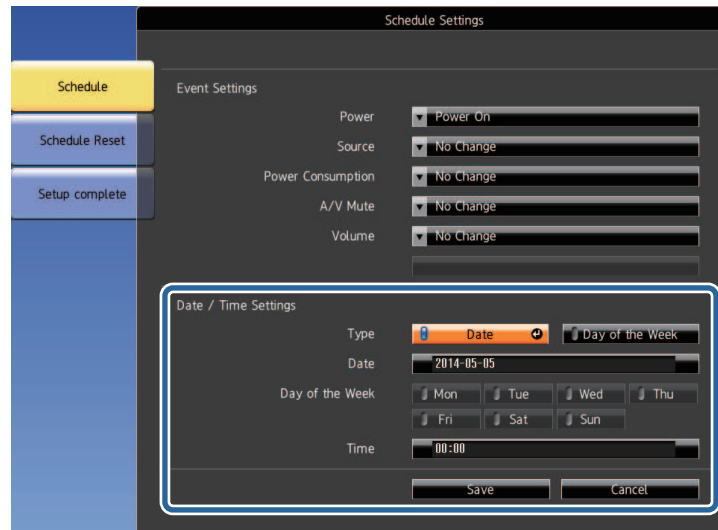 Schedule Settings
Schedule
Schedule Reset
Setup complete
Event Settings
Power Power On
Source No Change
Power Consumption No Change
A/V Mute No Change
Volume No Change
Date / Time Settings
Type Date Day of the Week
Date 2014-05-05
Day of the Week Mon Tue Wed Thu
Fri Sat Sun
Time 00:00
Save Cancel